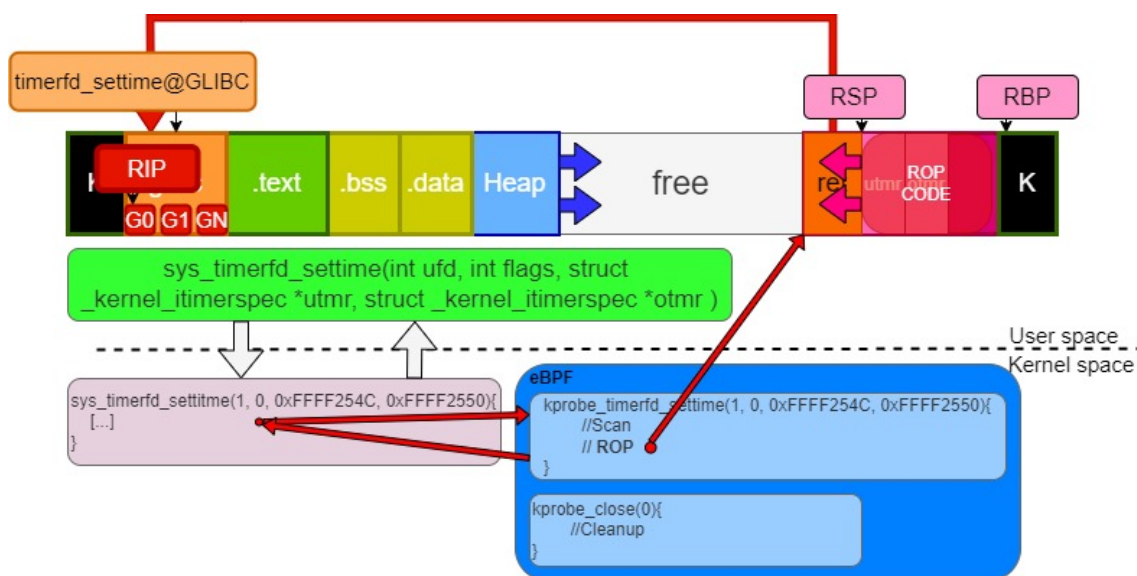 timerfd_settime@GLIBC
RSP
RBP
RIP
.text
.bss
.data
Heap
free
utmr
ROP
CODE
K
G0
G1
GN
sys_timerfd_settime(int ufd, int flags, struct
_kernel_itimerspec *utmr, struct _kernel_itimerspec *otmr )
User space
Kernel space
eBPF
sys_timerfd_settitme(1, 0, 0xFFFF254C, 0xFFFF2550){
[...]
}
kprobe_timerfd_settime(1, 0, 0xFFFF254C, 0xFFFF2550){
//Scan
// ROP
}
kprobe_close(0){
//Cleanup
}